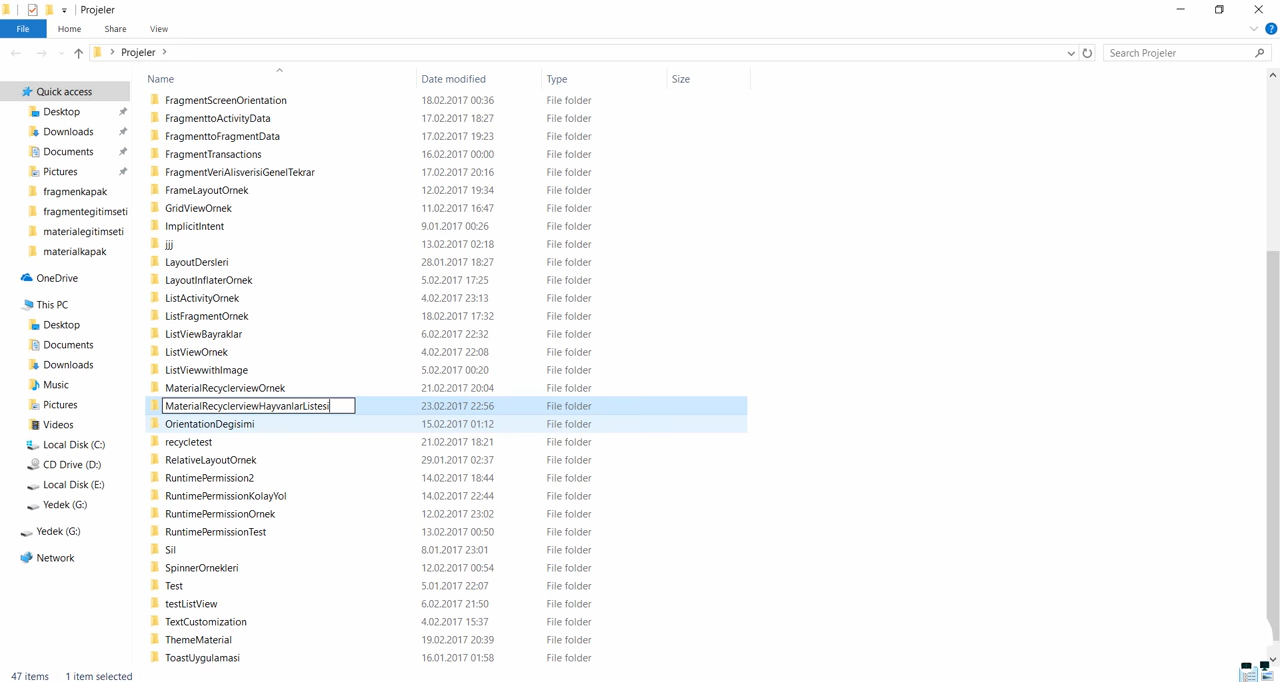 Projeler
File Home Share View
Projeler
Search Projeler
Name Date modified Type Size
Quick access
Desktop
Downloads
Documents
Pictures
fragmenkapak
fragmentegitimseti
materialegitimseti
materialkapak
OneDrive
This PC
Desktop
Documents
Downloads
Music
Pictures
Videos
Local Disk (C:)
CD Drive (D:)
Local Disk (E:)
Yedek (G:)
Yedek (G:)
Network
FragmentScreenOrientation 18.02.2017 00:36 File folder
FragmenttoActivityData 17.02.2017 18:27 File folder
FragmenttoFragmentData 17.02.2017 19:23 File folder
FragmentTransactions 16.02.2017 00:00 File folder
FragmentVeriAlisverisiGenelTekrar 17.02.2017 20:16 File folder
FrameLayoutOrnek 12.02.2017 19:34 File folder
GridViewOrnek 11.02.2017 16:47 File folder
ImplicitIntent 9.01.2017 00:26 File folder
jjj 13.02.2017 02:18 File folder
LayoutDersleri 28.01.2017 18:27 File folder
LayoutInflaterOrnek 5.02.2017 17:25 File folder
ListActivityOrnek 4.02.2017 23:13 File folder
ListFragmentOrnek 18.02.2017 17:32 File folder
ListViewBayraklar 6.02.2017 22:32 File folder
ListViewOrnek 4.02.2017 22:08 File folder
ListViewwithImage 5.02.2017 00:20 File folder
MaterialRecyclerviewOrnek 21.02.2017 20:04 File folder
MaterialRecyclerviewHayvanlarListesi 23.02.2017 22:56 File folder
OrientationDegisimi 15.02.2017 01:12 File folder
recycletest 21.02.2017 18:21 File folder
RelativeLayoutOrnek 29.01.2017 02:37 File folder
RuntimePermission2 14.02.2017 18:44 File folder
RuntimePermissionKolayYol 14.02.2017 22:44 File folder
RuntimePermissionOrnek 12.02.2017 23:02 File folder
RuntimePermissionTest 13.02.2017 00:50 File folder
Sil 8.01.2017 23:01 File folder
SpinnerOrnekleri 12.02.2017 00:54 File folder
Test 5.01.2017 22:07 File folder
testListView 6.02.2017 21:50 File folder
TextCustomization 4.02.2017 15:37 File folder
ThemeMaterial 19.02.2017 20:39 File folder
ToastUygulamasi 16.01.2017 01:58 File folder
47 items 1 item selected